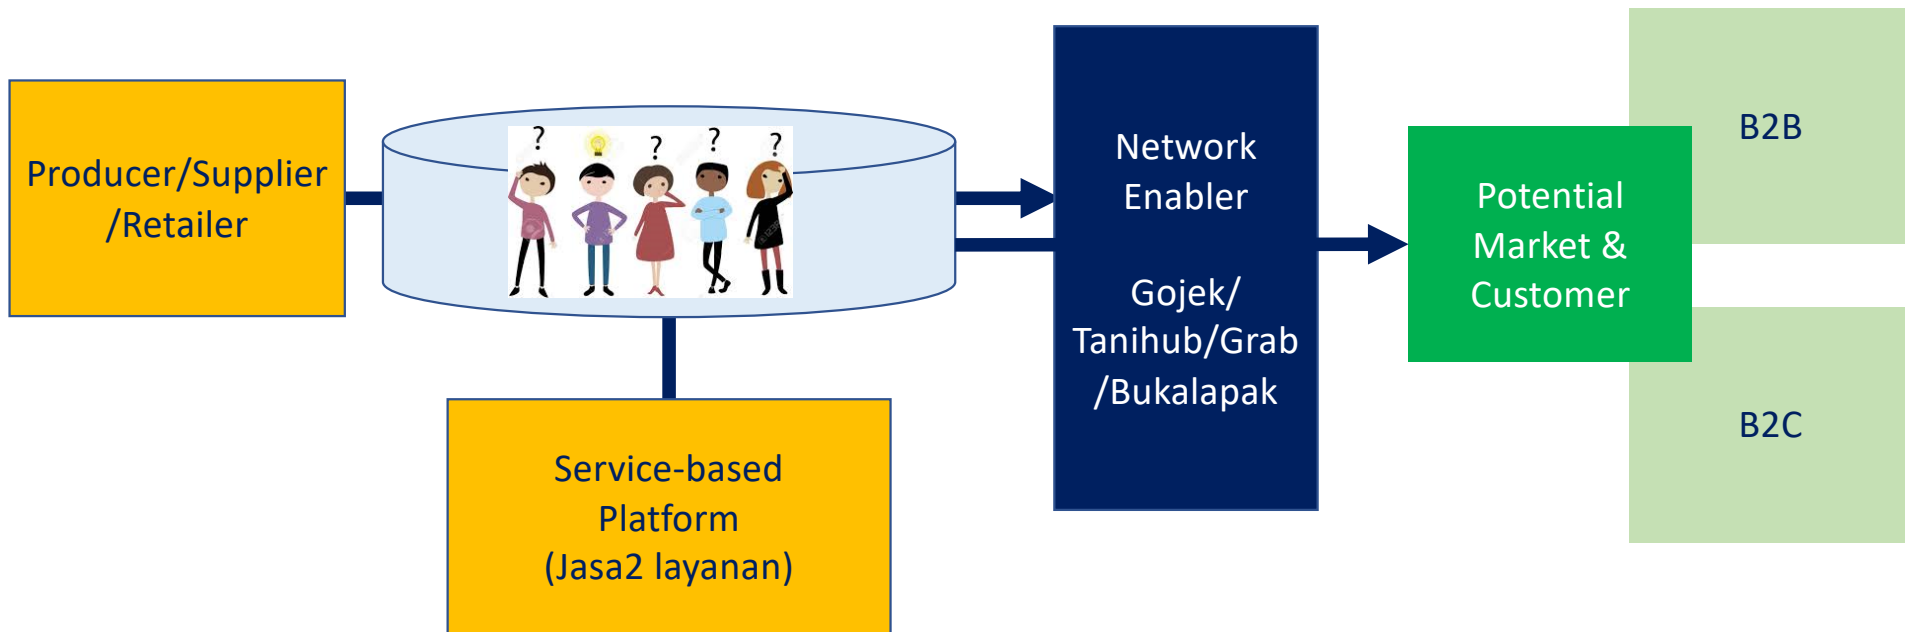 Producer/Supplier
/Retailer
?
?
?
?
Service-based
Platform
(Jasa2 layanan)
Network
Enabler
Gojek/
Tanihub/Grab
/Bukalapak
Potential
Market &
Customer
B2B
B2C